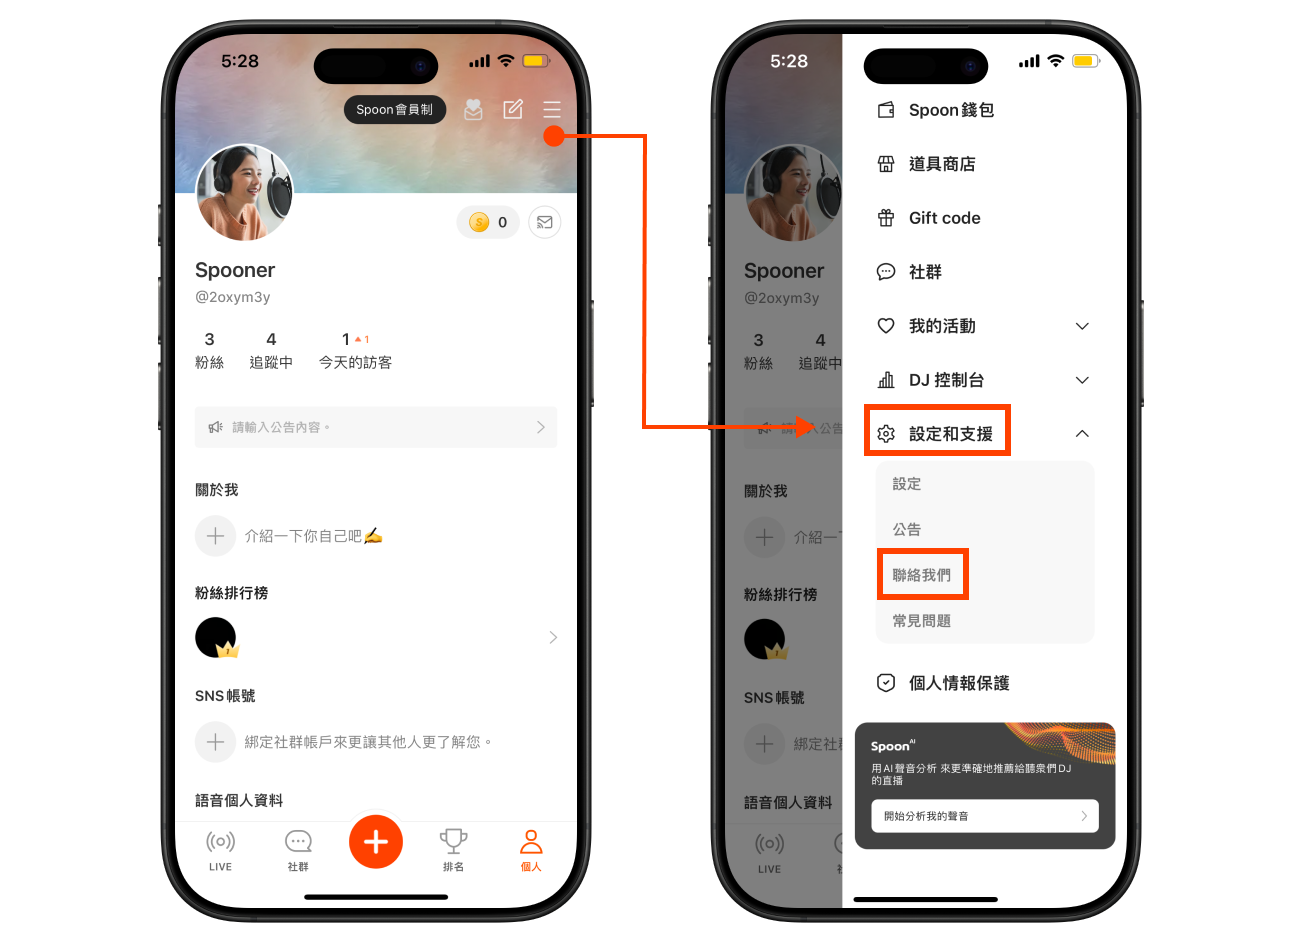 5:28
Spoon會員制
S
0
Spooner
@2oxym3y
3
4
1
1
粉絲
追蹤中
今天的訪客
請輸入公告內容。
關於我
介紹一下你自己吧
粉絲排行榜
1
SNS帳號
綁定社群帳戶來更讓其他人更了解您。
語音個人資料
LIVE
社群
排名
個人
5:28
Spooner
@2oxym3y
3
4
粉絲
追蹤中
入公告
關於我
介紹一
粉絲排行榜
1
SNS帳號
綁定社
語音個人資料
LIVE
Spoon錢包
道具商店
Gift code
社群
我的活動
DJ 控制台
設定和支援
設定
公告
聯絡我們
常見問題
個人情報保護
Spoon AI
用AI聲音分析 來更準確地推薦給聽眾們DJ
的直播
開始分析我的聲音